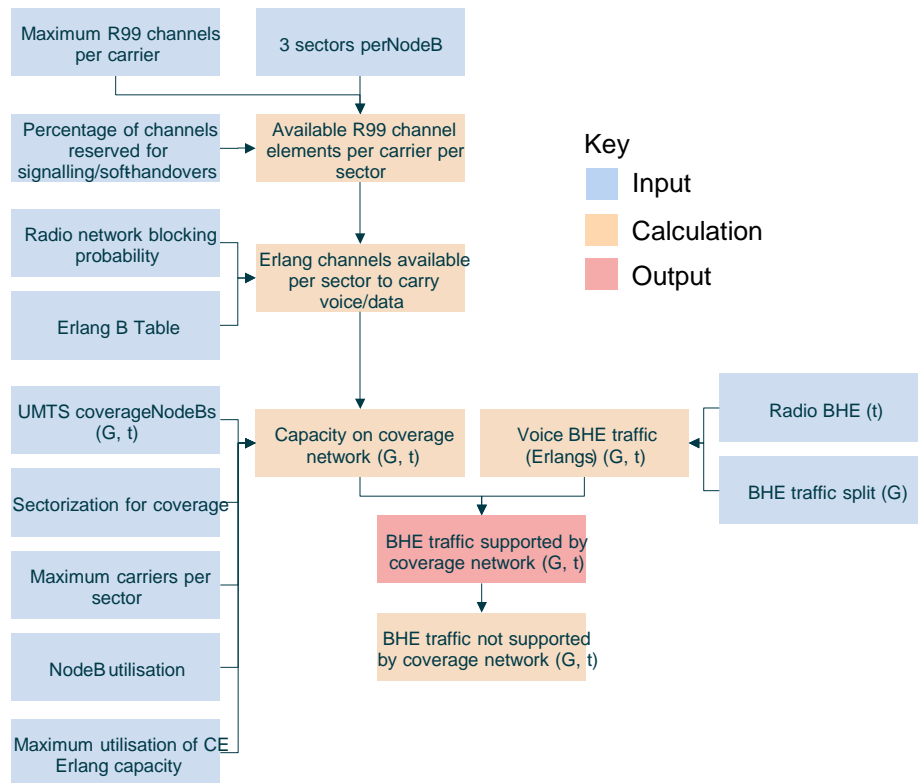 Maximum R99 channels
per carrier
3 sectors perNodeB
Percentage of channels
reserved for
signalling/soft-handovers
Available R99 channel
elements per carrier per
sector
Key
Input
Calculation
Output
Radio network blocking
probability
Erlang B Table
Erlang channels available
per sector to carry
voice/data
UMTS coverageNodeBs
(G, t)
Sectorization for coverage
Maximum carriers per
sector
NodeB utilisation
Maximum utilisation of CE
Erlang capacity
Capacity on coverage
network (G, t)
Voice BHE traffic
(Erlangs) (G, t)
Radio BHE (t)
BHE traffic split (G)
BHE traffic supported by
coverage network (G, t)
BHE traffic not supported
by coverage network (G, t)